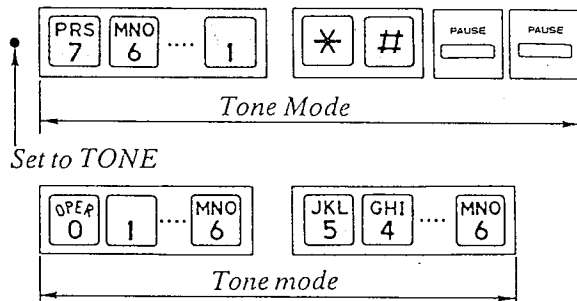 PRS MNO PAUSE PAUSE
7 6 .... 1 * #
Tone Mode
Set to TONE
OPER MNO JKL GHI MNO
0 1 .... 6 5 4 .... 6
Tone mode